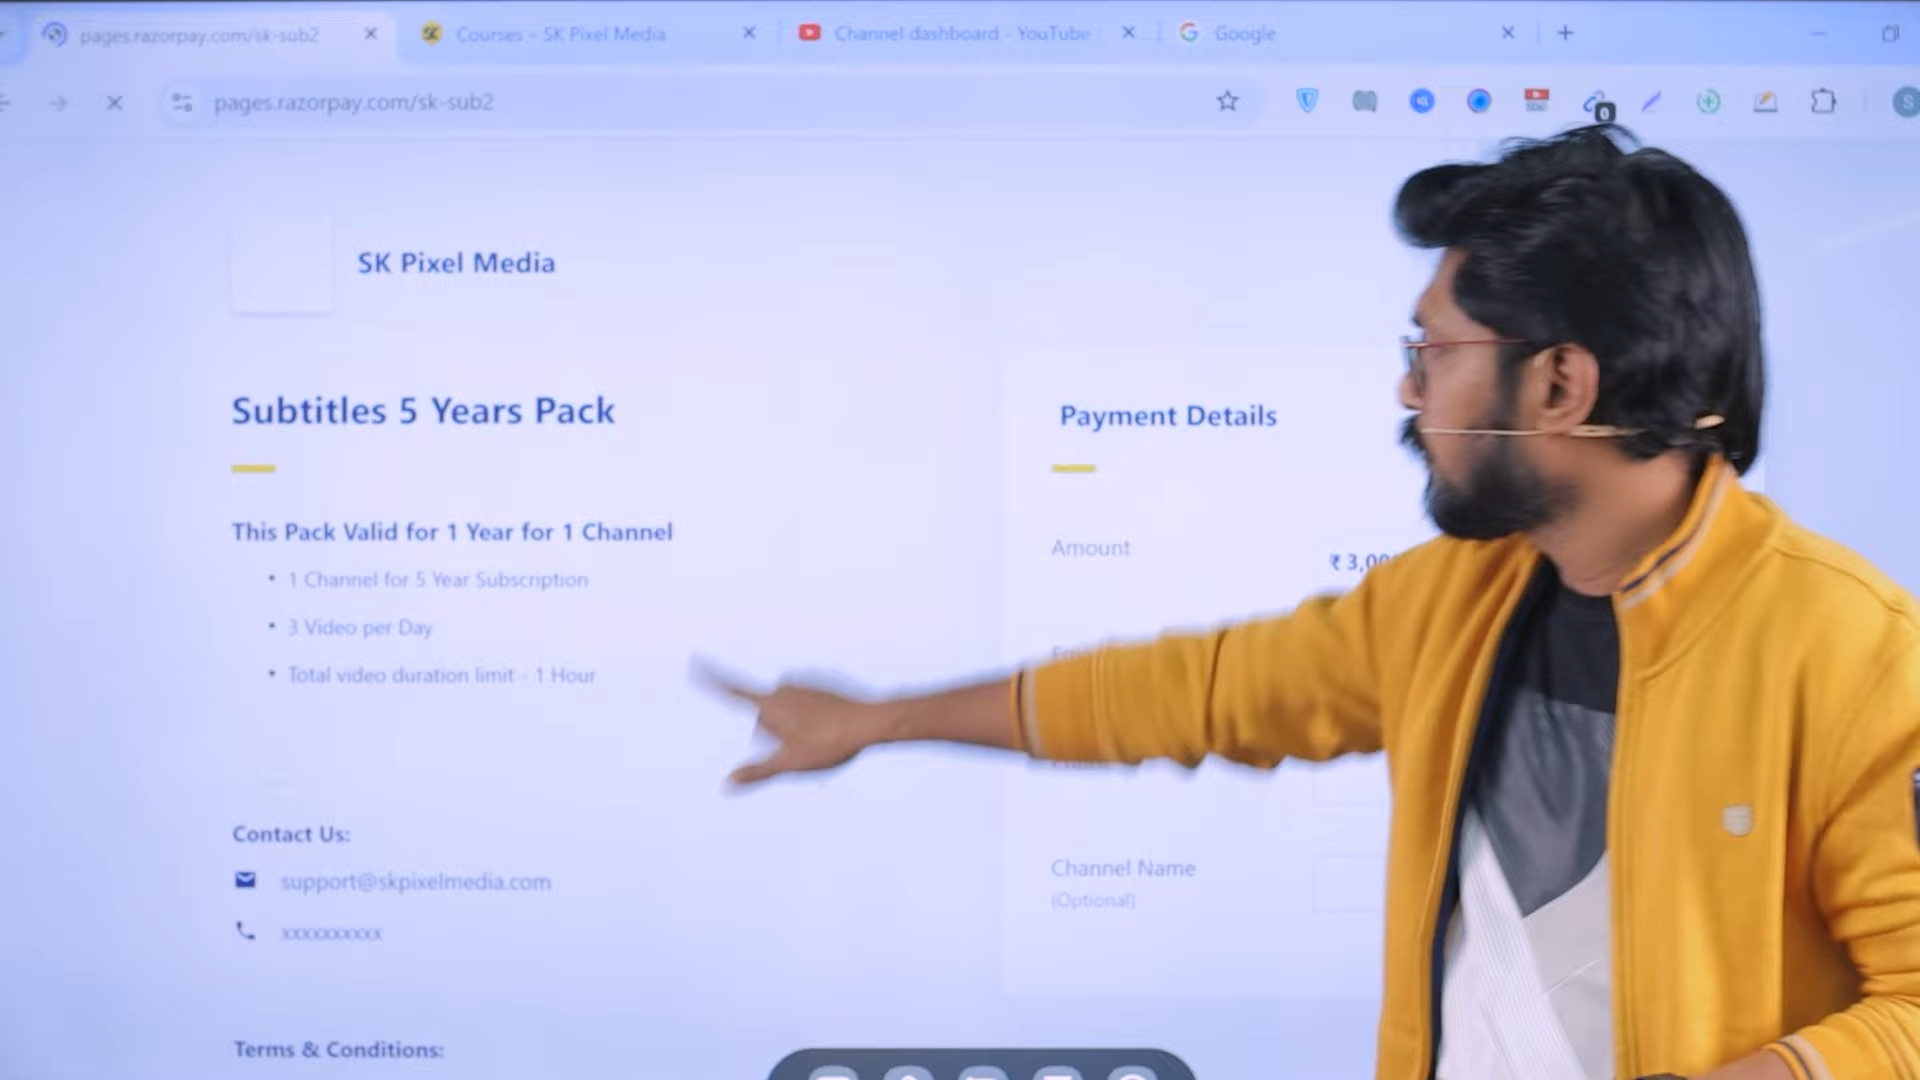 pages.razorpay.com/sk-sub2
Courses - SK Pixel Media
Channel dashboard - YouTube
Google
pages.razorpay.com/sk-sub2
0
S
SK Pixel Media
Subtitles 5 Years Pack
This Pack Valid for 1 Year for 1 Channel
• 1 Channel for 5 Year Subscription
• 3 Video per Day
• Total video duration limit - 1 Hour
Contact Us:
support@skpixelmedia.com
xxxxxxxxxx
Terms & Conditions:
Payment Details
Amount
₹ 3,00
Channel Name
(Optional)